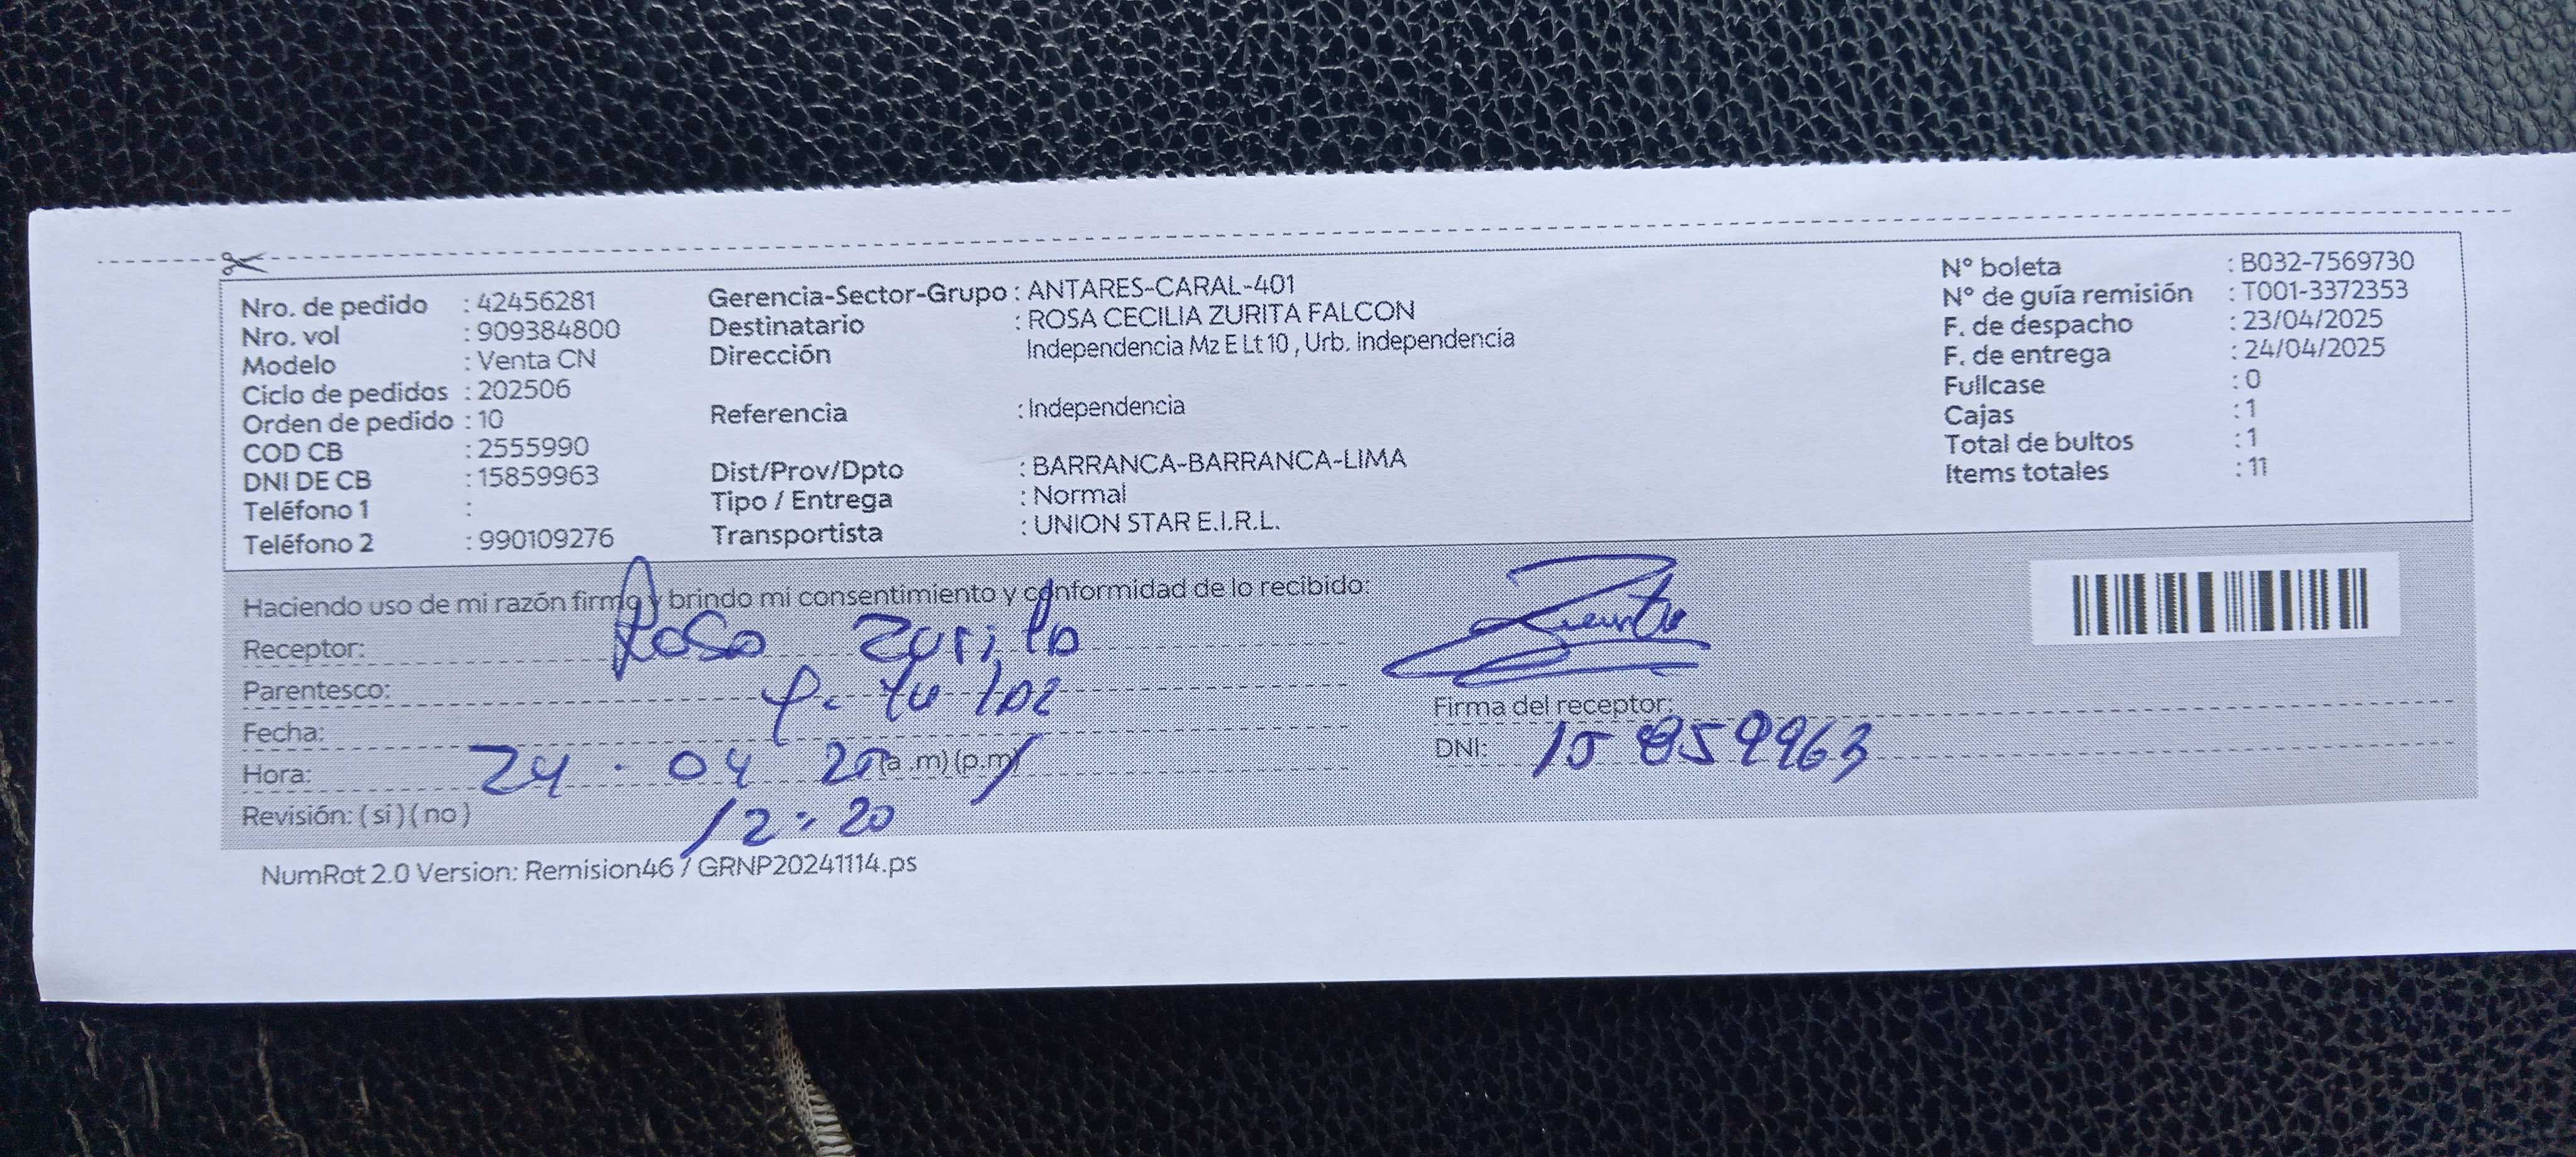 Nro. de pedido : 42456281
Nro. vol : 909384800
Modelo : Venta CN
Ciclo de pedidos : 202506
Orden de pedido : 10
COD CB : 2555990
DNI DE CB : 15859963
Teléfono 1 :
Teléfono 2 : 990109276
Gerencia-Sector-Grupo : ANTARES-CARAL-401
Destinatario : ROSA CECILIA ZURITA FALCON
Dirección Independencia Mz E Lt 10 , Urb. Independencia
Referencia : Independencia
Dist/Prov/Dpto : BARRANCA-BARRANCA-LIMA
Tipo / Entrega : Normal
Transportista : UNION STAR E.I.R.L.
N° boleta : B032-7569730
N° de guía remisión : T001-3372353
F. de despacho : 23/04/2025
F. de entrega : 24/04/2025
Fullcase : 0
Cajas : 1
Total de bultos : 1
Items totales : 11
Haciendo uso de mi razón firmo y brindo mi consentimiento y conformidad de lo recibido:
Receptor: Rosa Zurita
Parentesco:
Fecha:
Hora: 24 . 04 25 (a .m) (p.m)
Revisión: ( si ) ( no ) 12:20
Zurita
Firma del receptor:
DNI: 15859963
NumRot 2.0 Version: Remision46 / GRNP20241114.ps